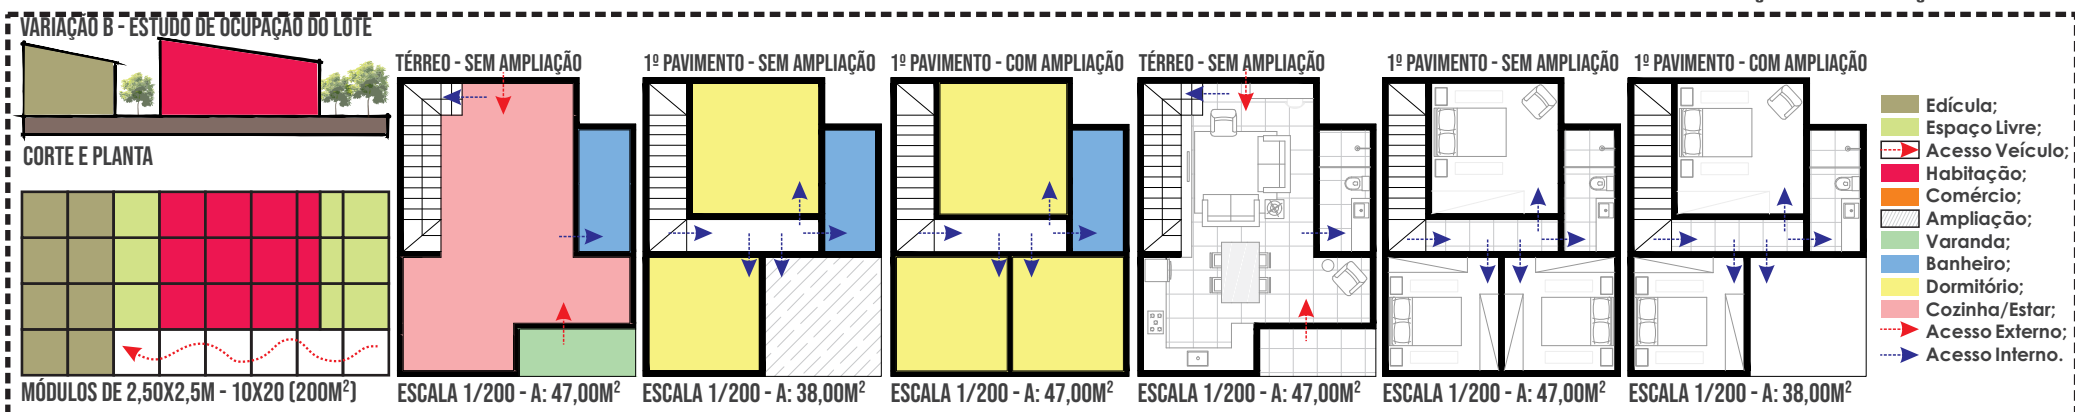 VARIAÇÃO B - ESTUDO DE OCUPAÇÃO DO LOTE
CORTE E PLANTA
MÓDULOS DE 2,50X2,5M - 10X20 (200M²)
TÉRREO - SEM AMPLIAÇÃO
ESCALA 1/200 - A: 47,00M²
1º PAVIMENTO - SEM AMPLIAÇÃO
ESCALA 1/200 - A: 38,00M²
1º PAVIMENTO - COM AMPLIAÇÃO
ESCALA 1/200 - A: 47,00M²
TÉRREO - SEM AMPLIAÇÃO
ESCALA 1/200 - A: 47,00M²
1º PAVIMENTO - SEM AMPLIAÇÃO
ESCALA 1/200 - A: 47,00M²
1º PAVIMENTO - COM AMPLIAÇÃO
ESCALA 1/200 - A: 38,00M²
Edícula;
Espaço Livre;
Acesso Veículo;
Habitação;
Comércio;
Ampliação;
Varanda;
Banheiro;
Dormitório;
Cozinha/Estar;
Acesso Externo;
Acesso Interno.